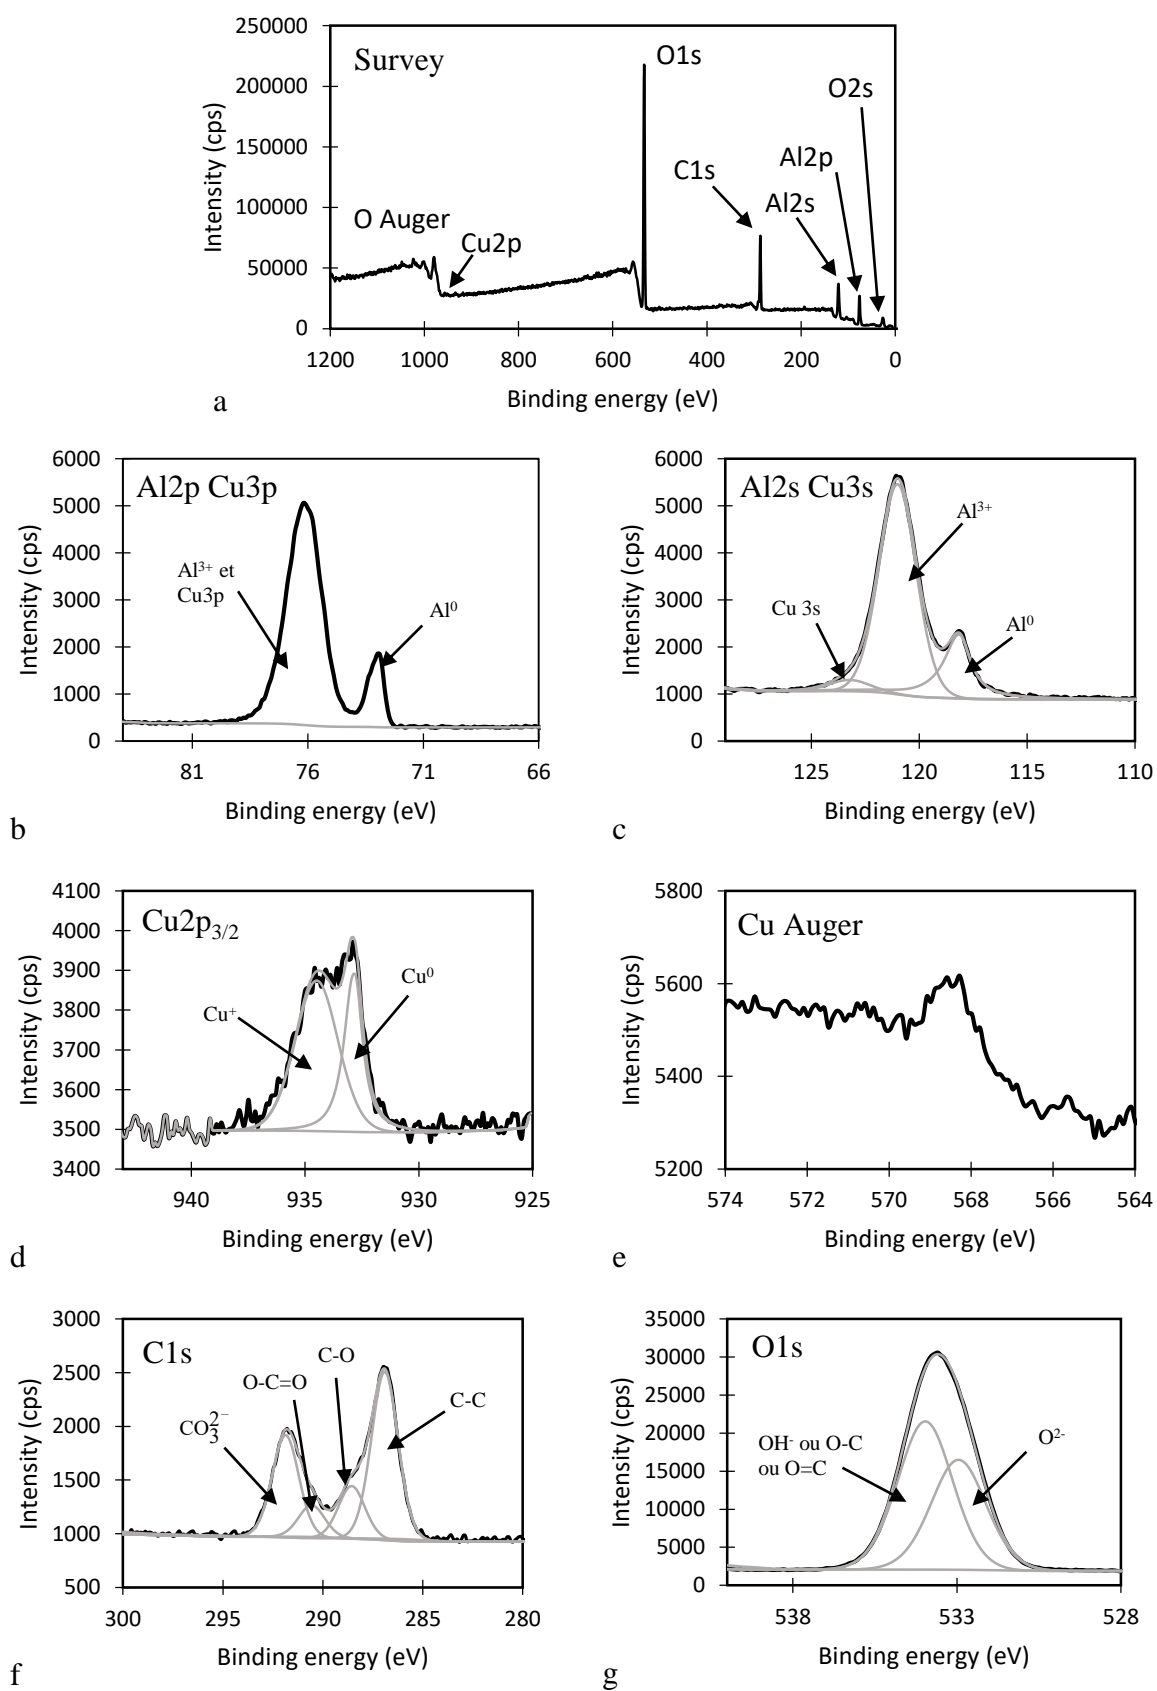 Survey
250000
200000
150000
100000
50000
0
Intensity (cps)
O1s
O2s
C1s
Al2p
Al2s
O Auger
Cu2p
1200 1000 800 600 400 200 0
Binding energy (eV)
a
Al2p Cu3p
6000
5000
4000
3000
2000
1000
0
Intensity (cps)
Al³⁺ et
Cu3p
Al⁰
81 76 71 66
Binding energy (eV)
b
Al2s Cu3s
6000
5000
4000
3000
2000
1000
0
Intensity (cps)
Al³⁺
Cu 3s
Al⁰
125 120 115 110
Binding energy (eV)
c
Cu2p₃/₂
4100
4000
3900
3800
3700
3600
3500
3400
Intensity (cps)
Cu⁺
Cu⁰
940 935 930 925
Binding energy (eV)
d
Cu Auger
5800
5600
5400
5200
Intensity (cps)
574 572 570 568 566 564
Binding energy (eV)
e
C1s
3000
2500
2000
1500
1000
500
Intensity (cps)
C-O
O-C=O
CO₃²⁻
C-C
300 295 290 285 280
Binding energy (eV)
f
O1s
35000
30000
25000
20000
15000
10000
5000
0
Intensity (cps)
OH⁻ ou O-C
ou O=C
O²⁻
538 533 528
Binding energy (eV)
g